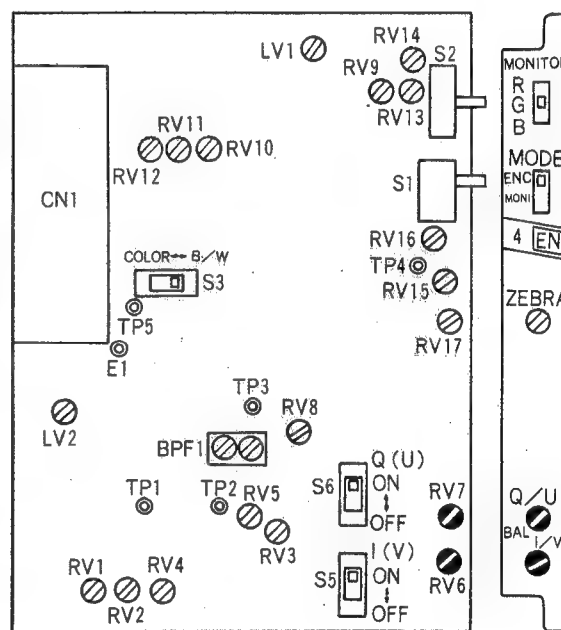 RV14
LV1
S2
RV9
RV13
MONITOR
R
G
B
RV11
RV10
RV12
MODE
ENC
MONI
S1
CN1
4 EN
RV16
COLOR↔B/W
TP4
S3
RV15
ZEBRA
TP5
RV17
E1
TP3
RV8
LV2
BPF1
Q(U)
S6
ON
↕
OFF
TP1
TP2
RV5
RV7
Q/U
RV3
BAL
I/V
I(V)
S5
ON
↕
OFF
RV1
RV4
RV6
RV2